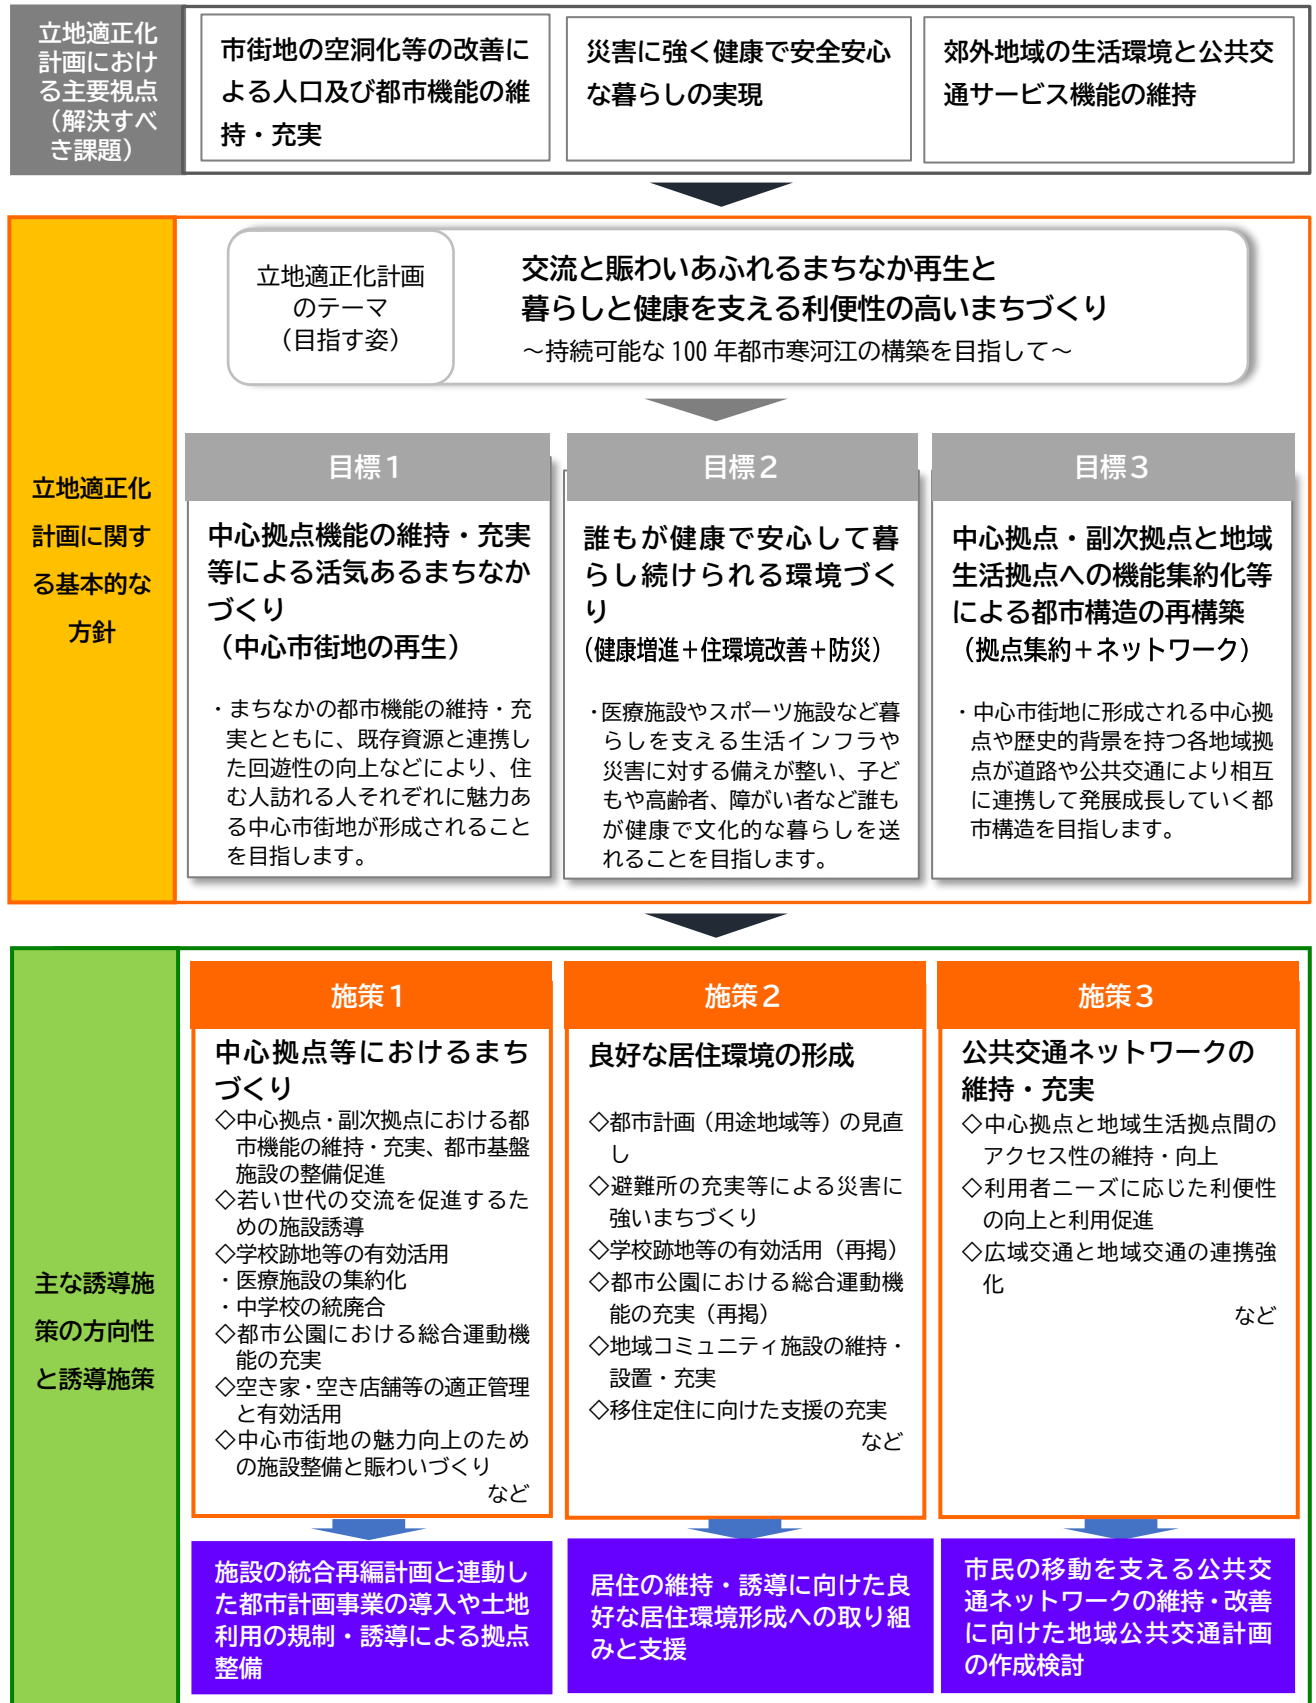 立地適正化
計画におけ
る主要視点
（解決すべ
き課題）
市街地の空洞化等の改善に
よる人口及び都市機能の維
持・充実
災害に強く健康で安全安心
な暮らしの実現
郊外地域の生活環境と公共交
通サービス機能の維持
立地適正化
計画に関す
る基本的な
方針
立地適正化計画
のテーマ
（目指す姿）
交流と賑わいあふれるまちなか再生と
暮らしと健康を支える利便性の高いまちづくり
～持続可能な 100 年都市寒河江の構築を目指して～
目標１
中心拠点機能の維持・充実
等による活気あるまちなか
づくり
（中心市街地の再生）
・まちなかの都市機能の維持・充
実とともに、既存資源と連携し
た回遊性の向上などにより、住
む人訪れる人それぞれに魅力あ
る中心市街地が形成されること
を目指します。
目標２
誰もが健康で安心して暮
らし続けられる環境づく
り
（健康増進＋住環境改善＋防災）
・医療施設やスポーツ施設など暮
らしを支える生活インフラや
災害に対する備えが整い、子ど
もや高齢者、障がい者など誰も
が健康で文化的な暮らしを送
れることを目指します。
目標３
中心拠点・副次拠点と地域
生活拠点への機能集約化等
による都市構造の再構築
（拠点集約＋ネットワーク）
・中心市街地に形成される中心拠
点や歴史的背景を持つ各地域拠
点が道路や公共交通により相互
に連携して発展成長していく都
市構造を目指します。
主な誘導施
策の方向性
と誘導施策
施策１
中心拠点等におけるまち
づくり
◇中心拠点・副次拠点における都
市機能の維持・充実、都市基盤
施設の整備促進
◇若い世代の交流を促進するた
めの施設誘導
◇学校跡地等の有効活用
・医療施設の集約化
・中学校の統廃合
◇都市公園における総合運動機
能の充実
◇空き家・空き店舗等の適正管理
と有効活用
◇中心市街地の魅力向上のため
の施設整備と賑わいづくり
など
施設の統合再編計画と連動し
た都市計画事業の導入や土地
利用の規制・誘導による拠点
整備
施策２
良好な居住環境の形成
◇都市計画（用途地域等）の見直
し
◇避難所の充実等による災害に
強いまちづくり
◇学校跡地等の有効活用（再掲）
◇都市公園における総合運動機
能の充実（再掲）
◇地域コミュニティ施設の維持・
設置・充実
◇移住定住に向けた支援の充実
など
居住の維持・誘導に向けた良
好な居住環境形成への取り組
みと支援
施策３
公共交通ネットワークの
維持・充実
◇中心拠点と地域生活拠点間の
アクセス性の維持・向上
◇利用者ニーズに応じた利便性
の向上と利用促進
◇広域交通と地域交通の連携強
化
など
市民の移動を支える公共交
通ネットワークの維持・改善
に向けた地域公共交通計画
の作成検討